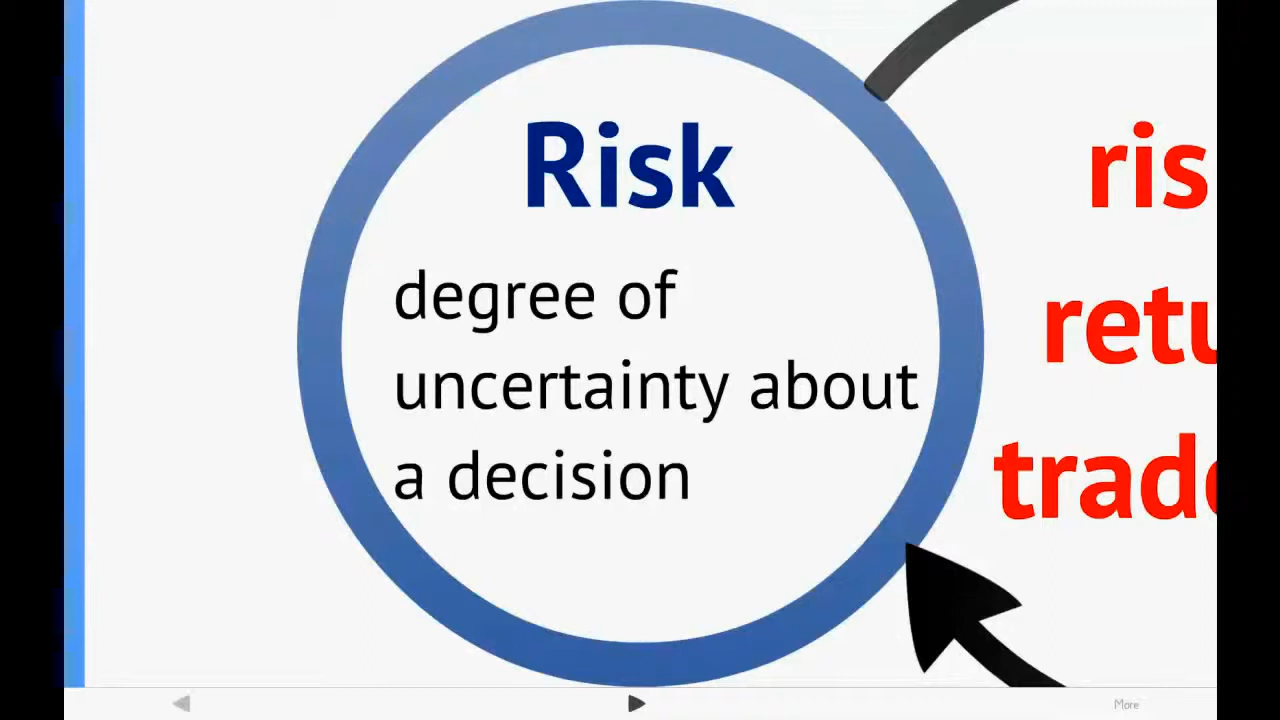 Risk
degree of
uncertainty about
a decision
ris
retu
trade
More